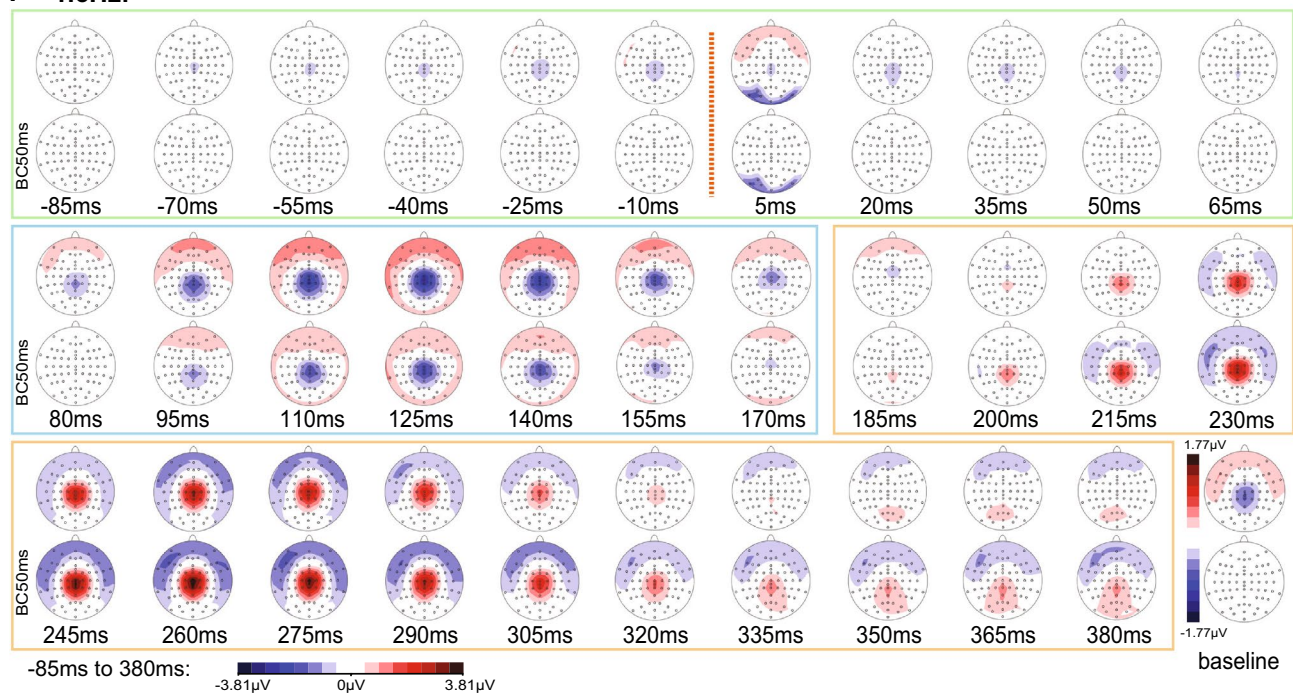 BC50ms
-85ms -70ms -55ms -40ms -25ms -10ms 5ms 20ms 35ms 50ms 65ms
BC50ms
80ms 95ms 110ms 125ms 140ms 155ms 170ms 185ms 200ms 215ms 230ms
1.77µV
BC50ms
-1.77µV
245ms 260ms 275ms 290ms 305ms 320ms 335ms 350ms 365ms 380ms
baseline
-85ms to 380ms:
-3.81µV 0µV 3.81µV